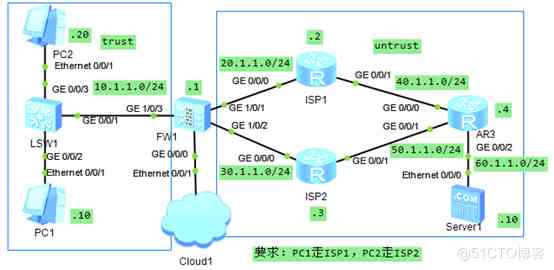 .20
trust
PC2
Ethernet 0/0/1
GE 0/0/3
10.1.1.0/24
.1
GE 0/0/1
GE 1/0/3
LSW1
FW1
GE 0/0/2
Ethernet 0/0/1
.10
PC1
GE 0/0/0
Cloud1
.2
untrust
20.1.1.0/24
GE 0/0/0
GE 0/0/1
40.1.1.0/24
GE 1/0/1
ISP1
GE 0/0/0
.4
R
GE 1/0/2
GE 0/0/1
AR3
GE 0/0/0
GE 0/0/1
50.1.1.0/24
GE 0/0/2
30.1.1.0/24
ISP2
60.1.1.0/24
Ethernet 0/0/0
.3
.COM
.10
Server1
要求：PC1走ISP1，PC2走ISP2
@51CTO博客